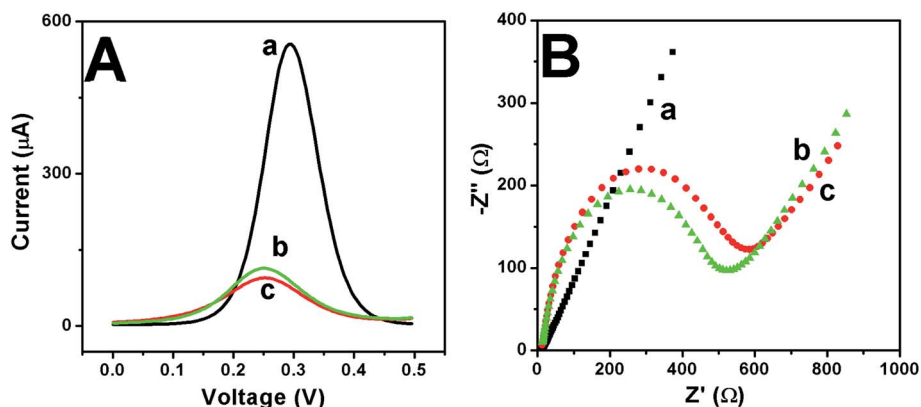 A
a
b
c
600
300
0
Current (μA)
0.0 0.1 0.2 0.3 0.4 0.5
Voltage (V)
B
a
b
c
400
300
200
100
0
-Z" (Ω)
0 200 400 600 800 1000
Z' (Ω)